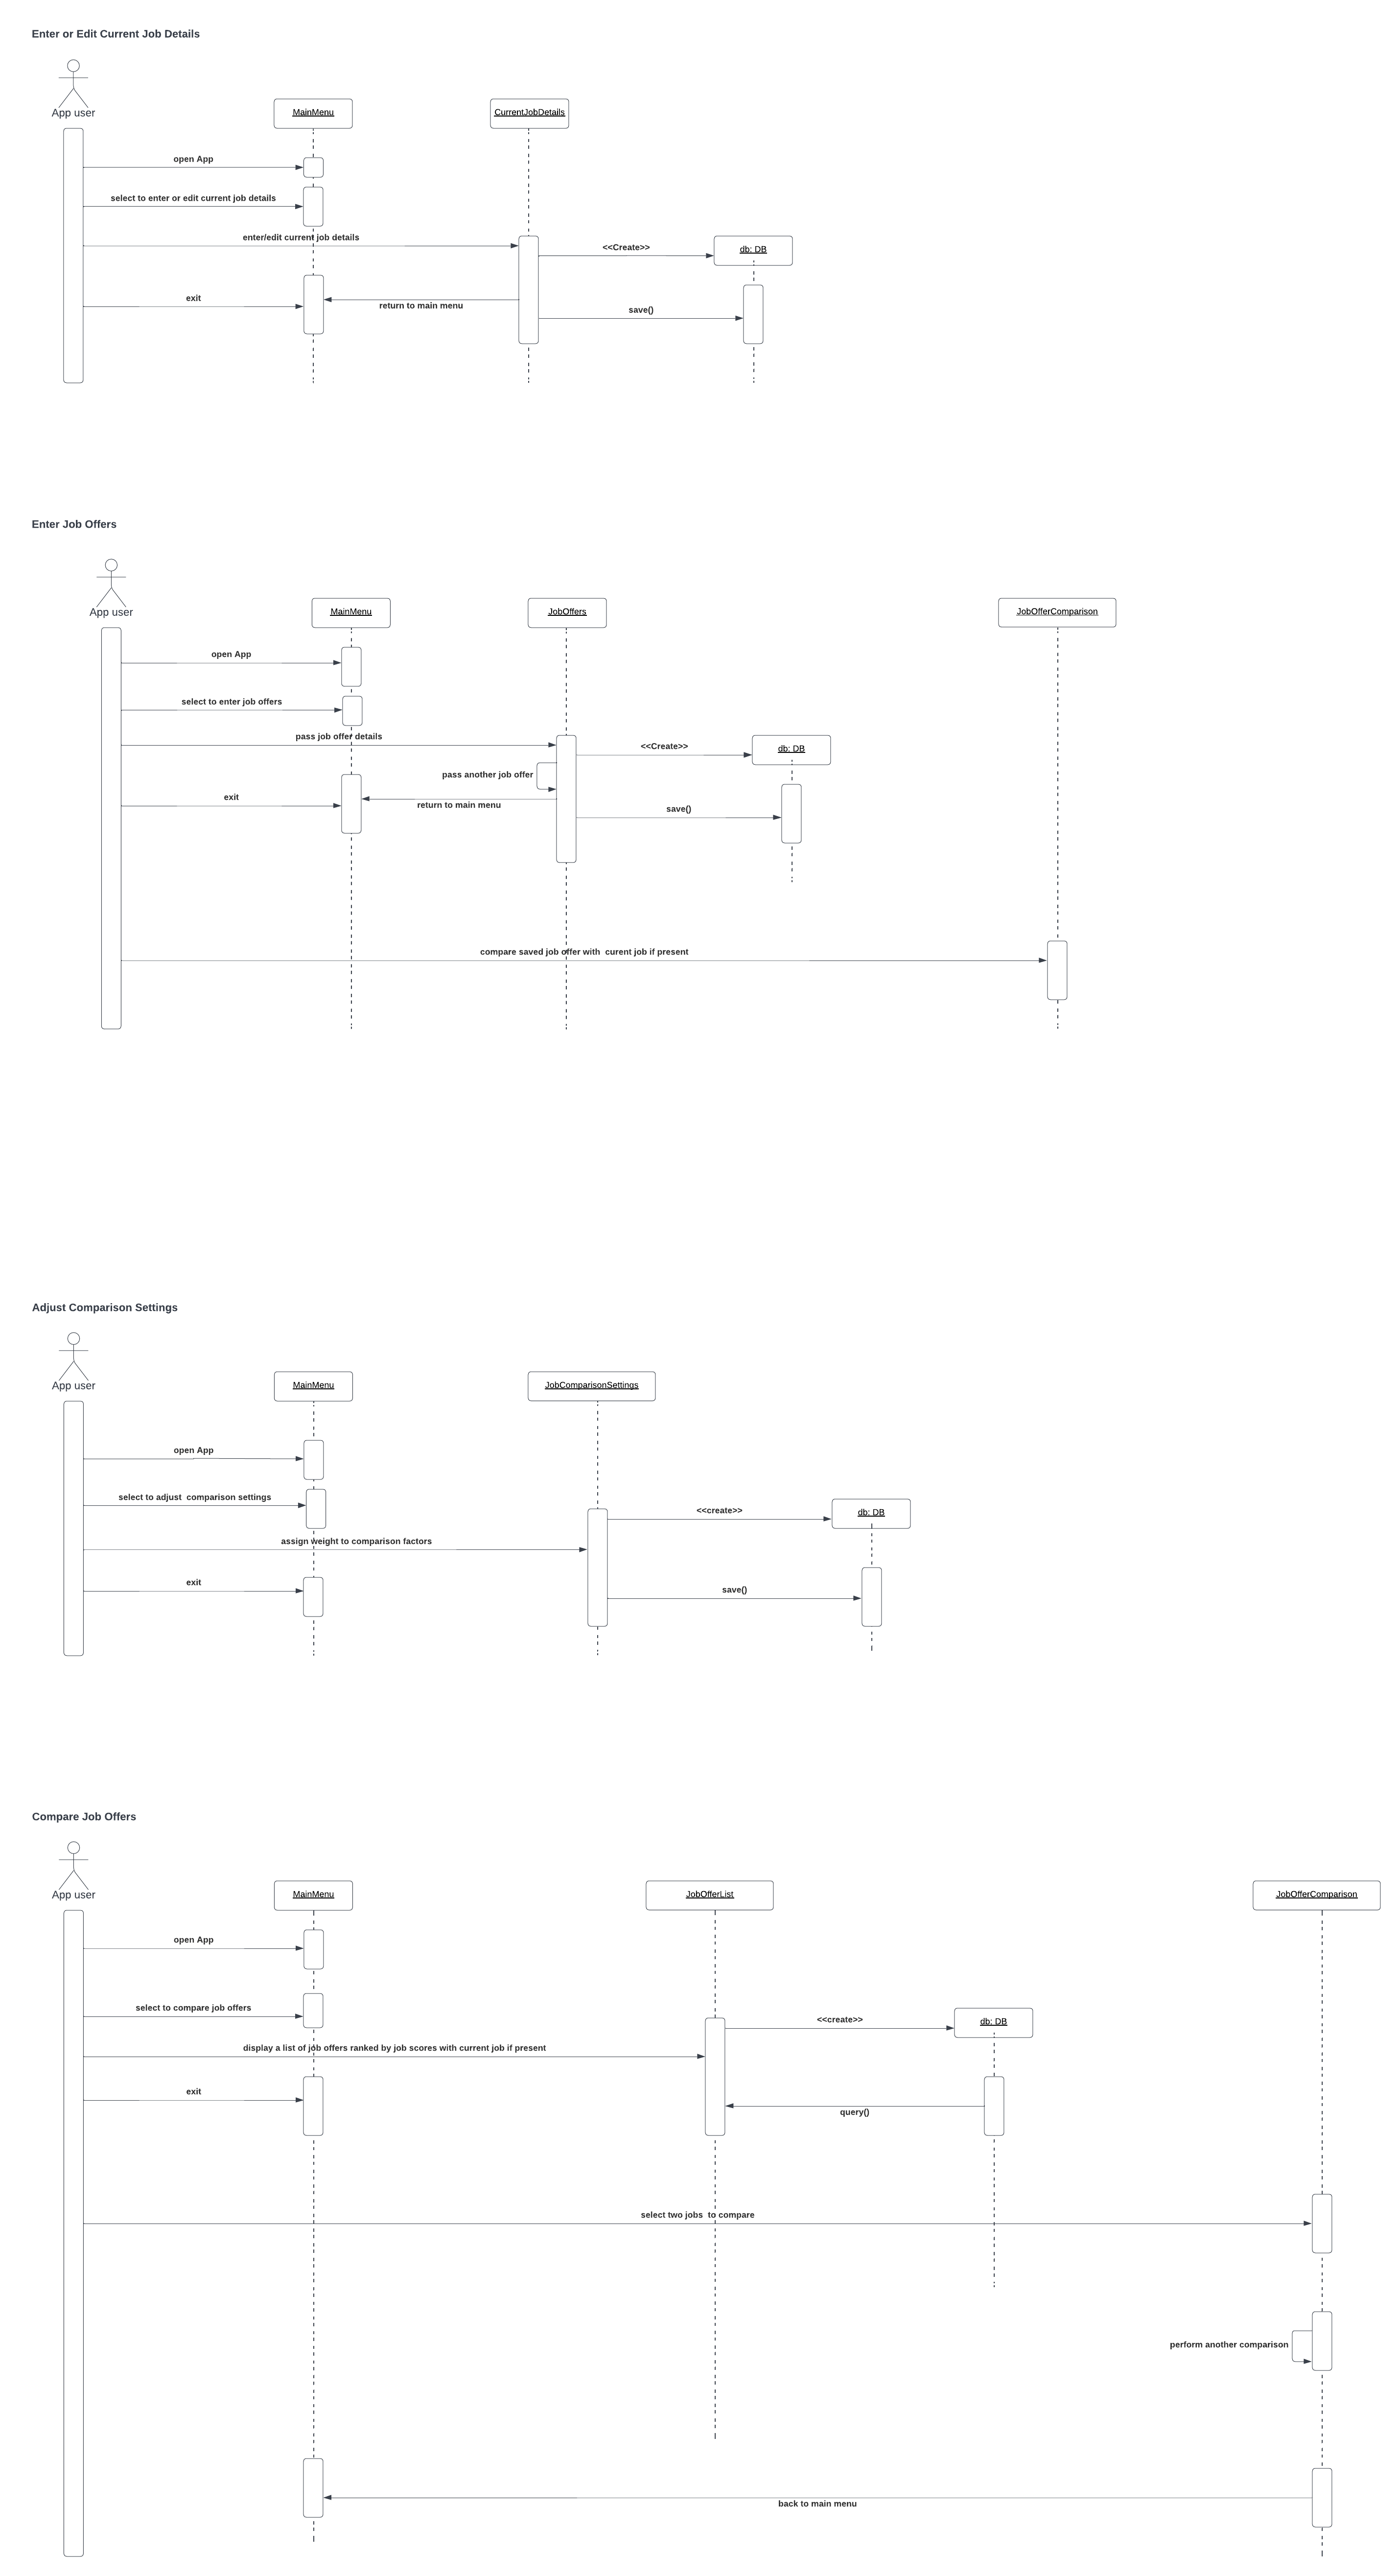 Enter or Edit Current Job Details
App user
MainMenu
CurrentJobDetails
open App
select to enter or edit current job details
enter/edit current job details
<<Create>>
db: DB
exit
return to main menu
save()
Enter Job Offers
App user
MainMenu
JobOffers
JobOfferComparison
open App
select to enter job offers
pass job offer details
<<Create>>
db: DB
pass another job offer
exit
return to main menu
save()
compare saved job offer with  curent job if present
Adjust Comparison Settings
App user
MainMenu
JobComparisonSettings
open App
select to adjust  comparison settings
<<create>>
db: DB
assign weight to comparison factors
exit
save()
Compare Job Offers
App user
MainMenu
JobOfferList
JobOfferComparison
open App
select to compare job offers
<<create>>
db: DB
display a list of job offers ranked by job scores with current job if present
exit
query()
select two jobs  to compare
perform another comparison
back to main menu